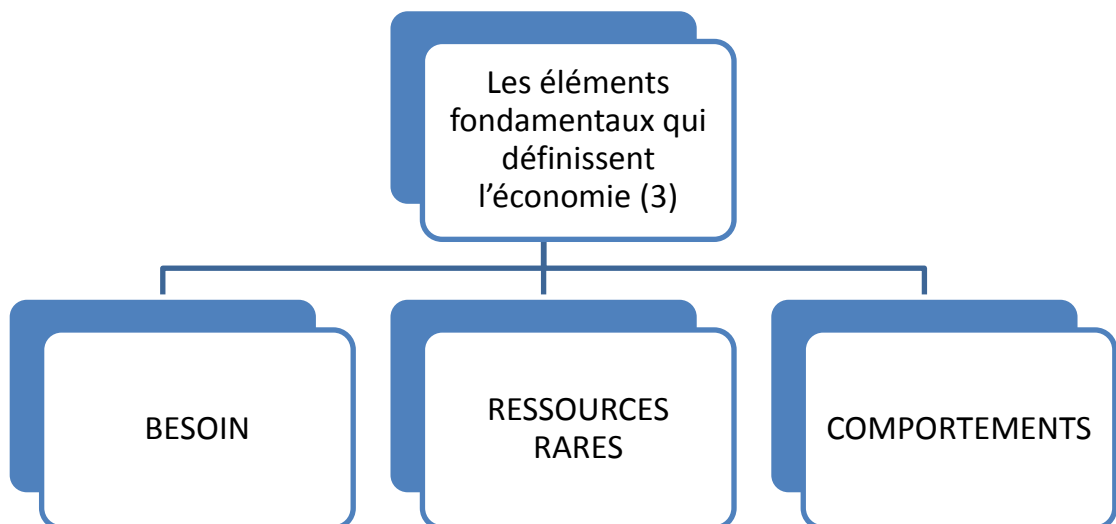 Les éléments
fondamentaux qui
définissent
l’économie (3)
BESOIN
RESSOURCES
RARES
COMPORTEMENTS